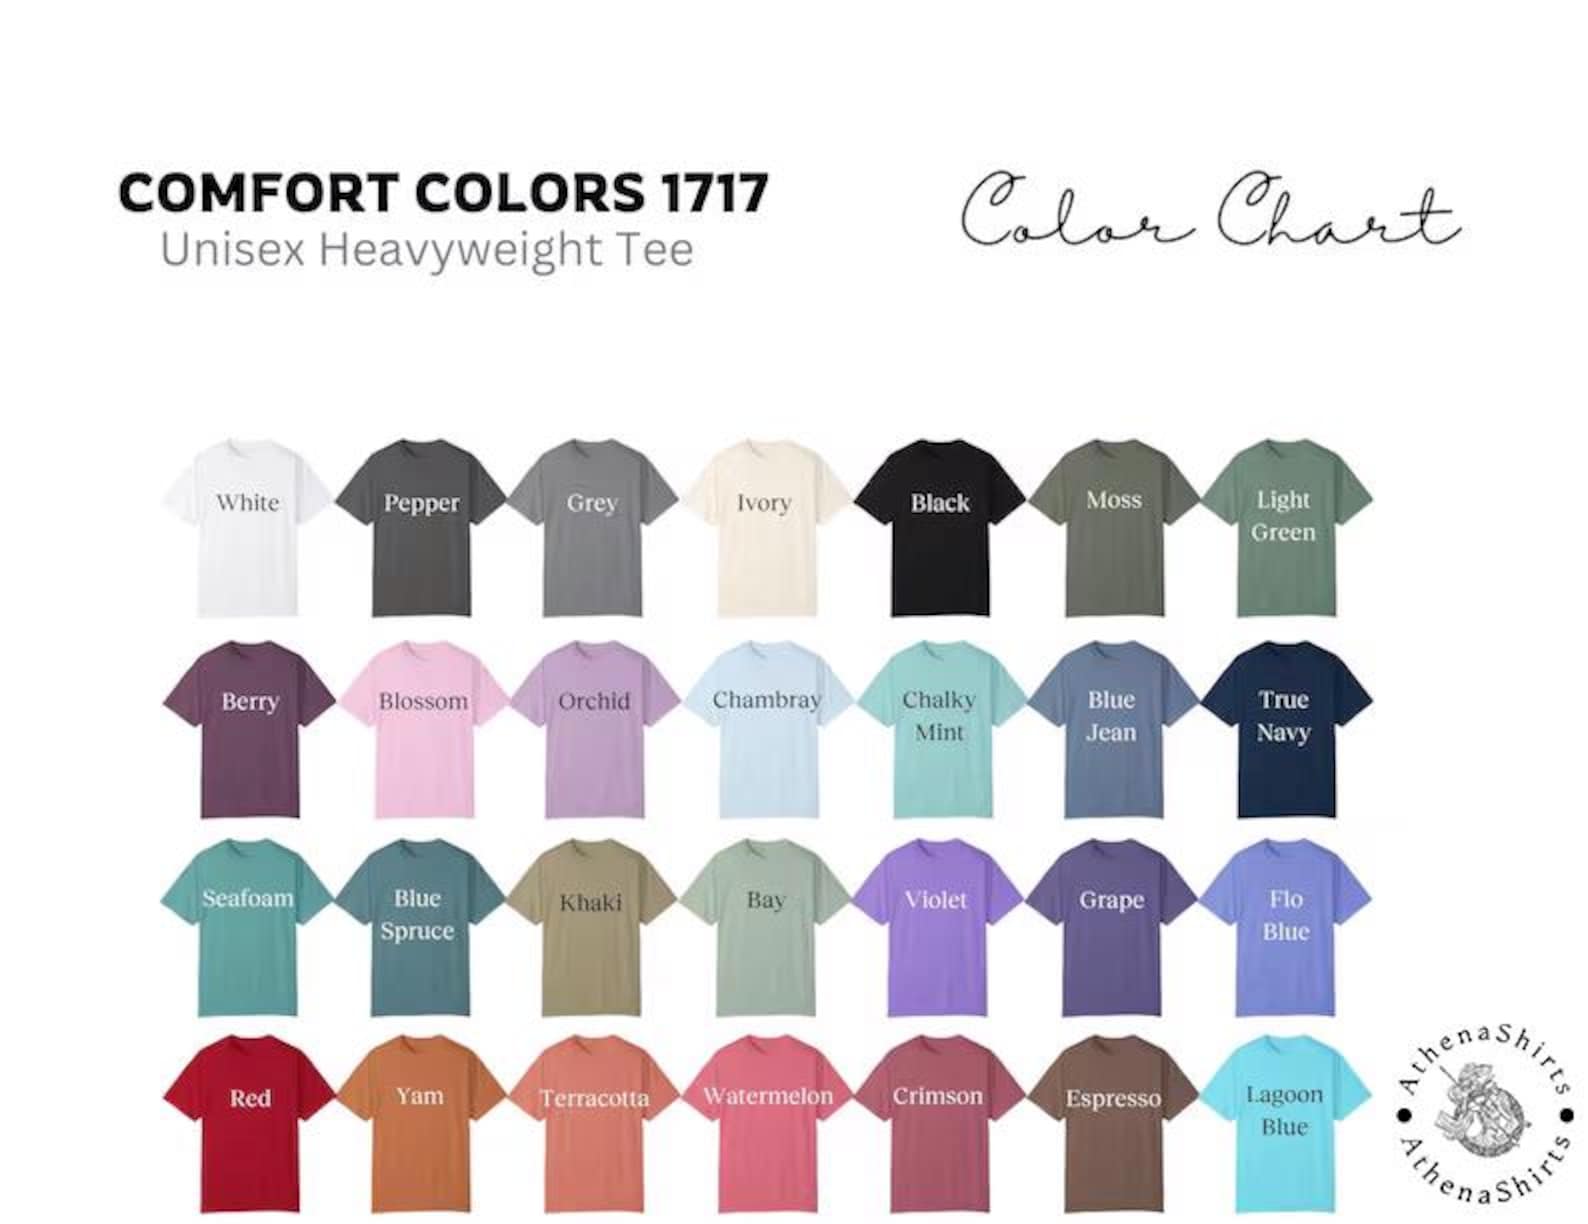 COMFORT COLORS 1717
Unisex Heavyweight Tee
Color Chart
White
Pepper
Grey
Ivory
Black
Moss
Light
Green
Berry
Blossom
Orchid
Chambray
Chalky
Mint
Blue
Jean
True
Navy
Seafoam
Blue
Spruce
Khaki
Bay
Violet
Grape
Flo
Blue
Red
Yam
Terracotta
Watermelon
Crimson
Espresso
Lagoon
Blue
AthenaShirts
AthenaShirts